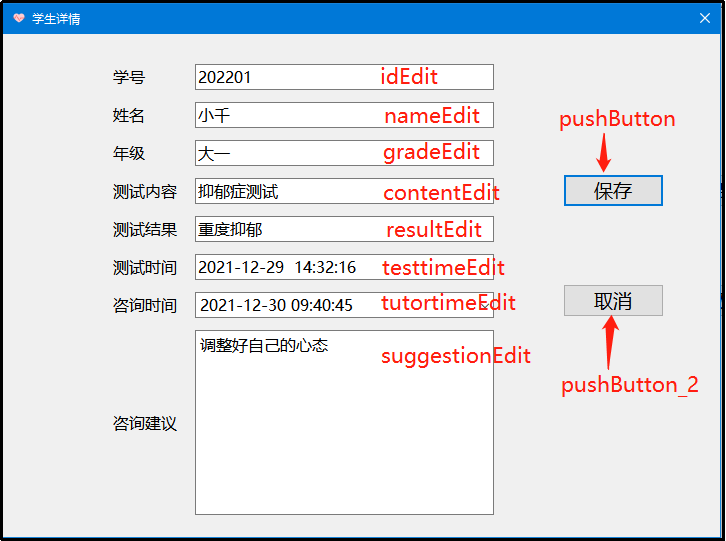 学生详情
学号 202201 idEdit
姓名 小千 nameEdit
pushButton
年级 大一 gradeEdit
测试内容 抑郁症测试 contentEdit
保存
测试结果 重度抑郁 resultEdit
测试时间 2021-12-29 14:32:16 testtimeEdit
咨询时间 2021-12-30 09:40:45 tutortimeEdit
取消
调整好自己的心态 suggestionEdit
pushButton_2
咨询建议